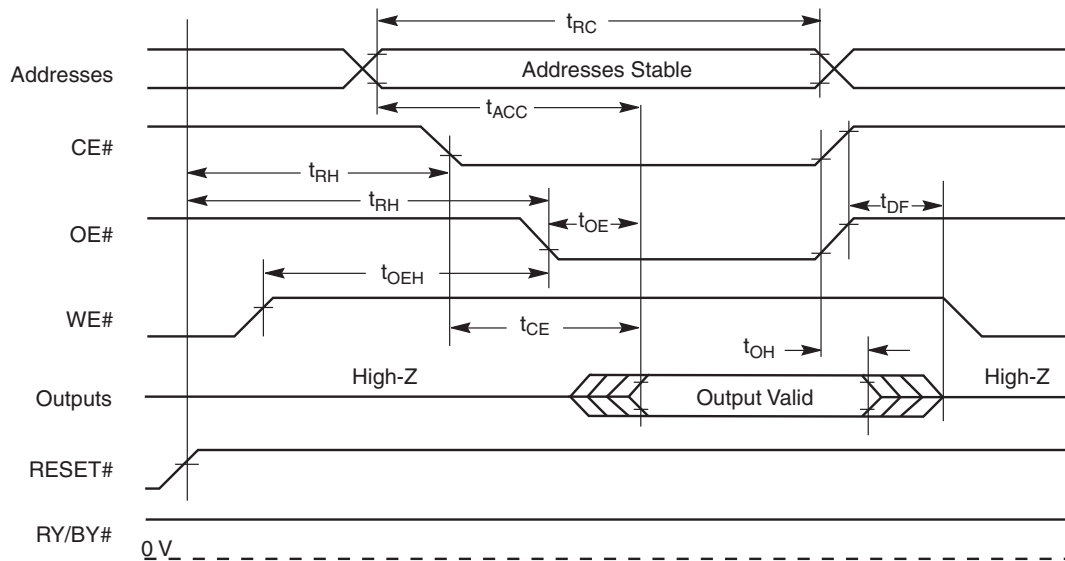 tRC
Addresses
Addresses Stable
tACC
CE#
tRH
tRH
tOE
tDF
OE#
tOEH
WE#
tCE
tOH
High-Z
High-Z
Outputs
Output Valid
RESET#
RY/BY#
0 V